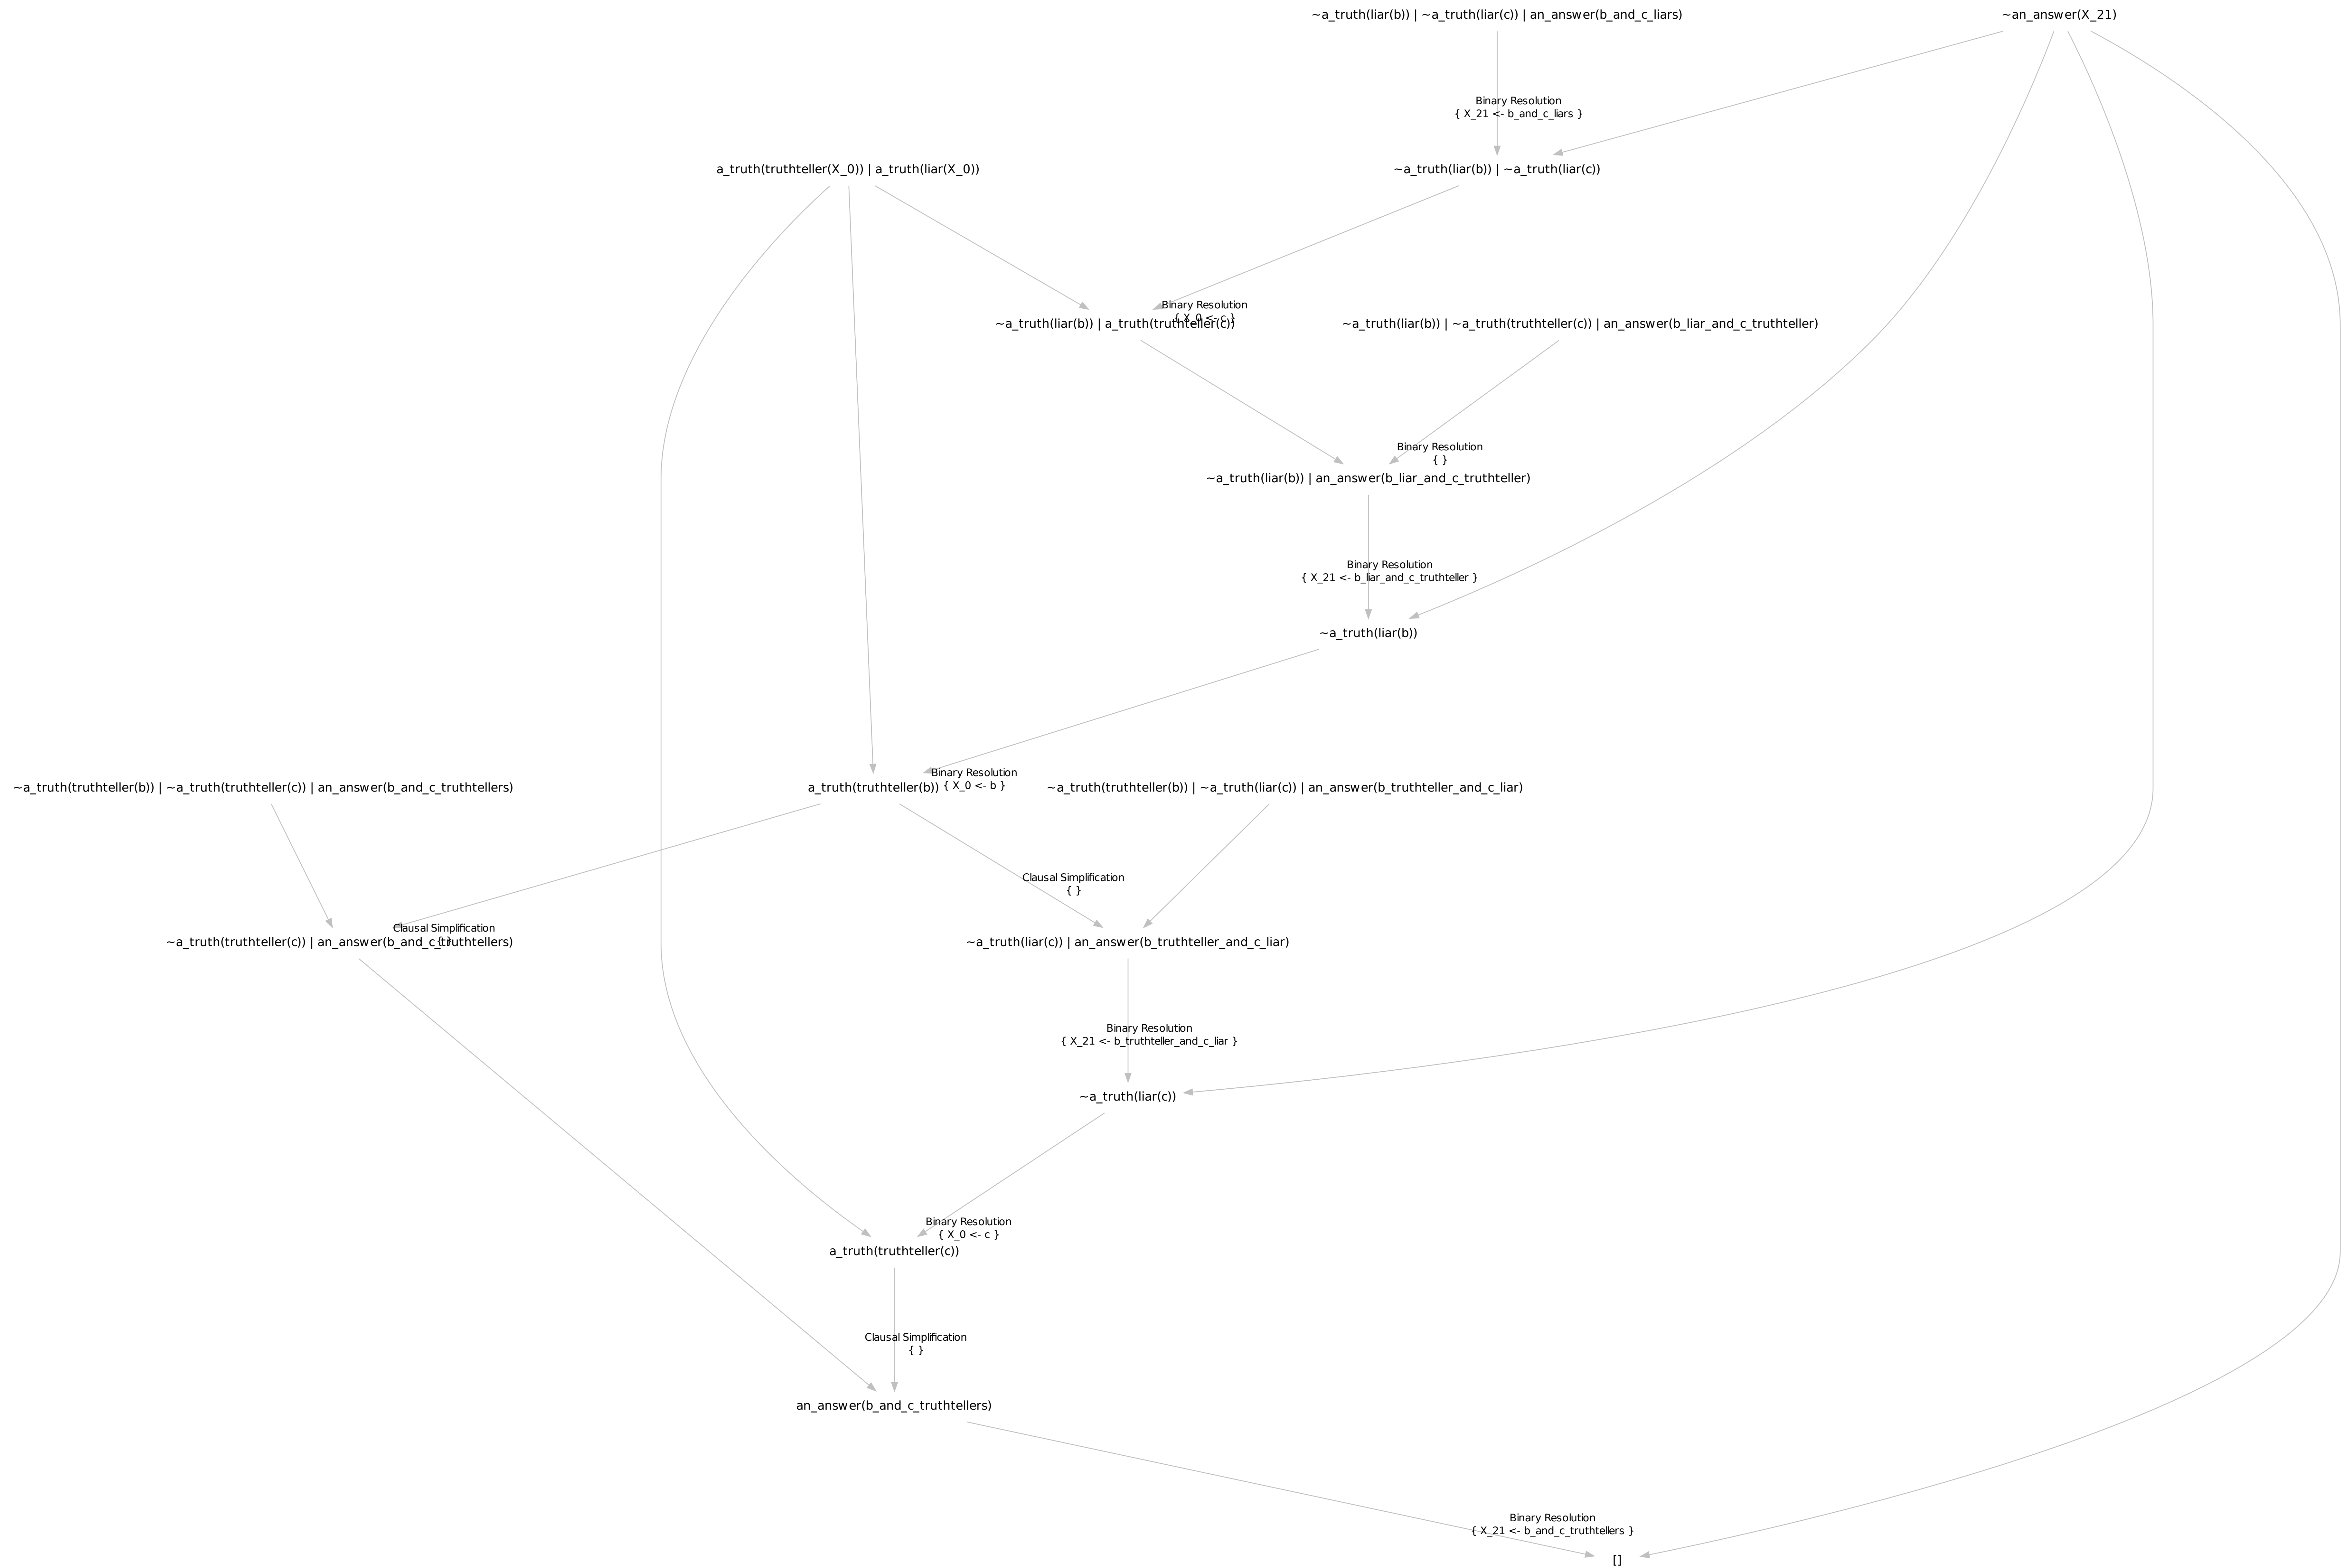 ~a_truth(liar(b)) | ~a_truth(liar(c)) | an_answer(b_and_c_liars)
~an_answer(X_21)
Binary Resolution
{ X_21 <- b_and_c_liars }
a_truth(truthteller(X_0)) | a_truth(liar(X_0))
~a_truth(liar(b)) | ~a_truth(liar(c))
Binary Resolution
{ X_0 <- c }
~a_truth(liar(b)) | a_truth(truthteller(c))
~a_truth(liar(b)) | ~a_truth(truthteller(c)) | an_answer(b_liar_and_c_truthteller)
Binary Resolution
{ }
~a_truth(liar(b)) | an_answer(b_liar_and_c_truthteller)
Binary Resolution
{ X_21 <- b_liar_and_c_truthteller }
~a_truth(liar(b))
~a_truth(truthteller(b)) | ~a_truth(truthteller(c)) | an_answer(b_and_c_truthtellers)
a_truth(truthteller(b))
Binary Resolution
{ X_0 <- b }
~a_truth(truthteller(b)) | ~a_truth(liar(c)) | an_answer(b_truthteller_and_c_liar)
Clausal Simplification
{ }
Clausal Simplification
{ }
~a_truth(truthteller(c)) | an_answer(b_and_c_truthtellers)
~a_truth(liar(c)) | an_answer(b_truthteller_and_c_liar)
Binary Resolution
{ X_21 <- b_truthteller_and_c_liar }
~a_truth(liar(c))
Binary Resolution
{ X_0 <- c }
a_truth(truthteller(c))
Clausal Simplification
{ }
an_answer(b_and_c_truthtellers)
Binary Resolution
{ X_21 <- b_and_c_truthtellers }
[]